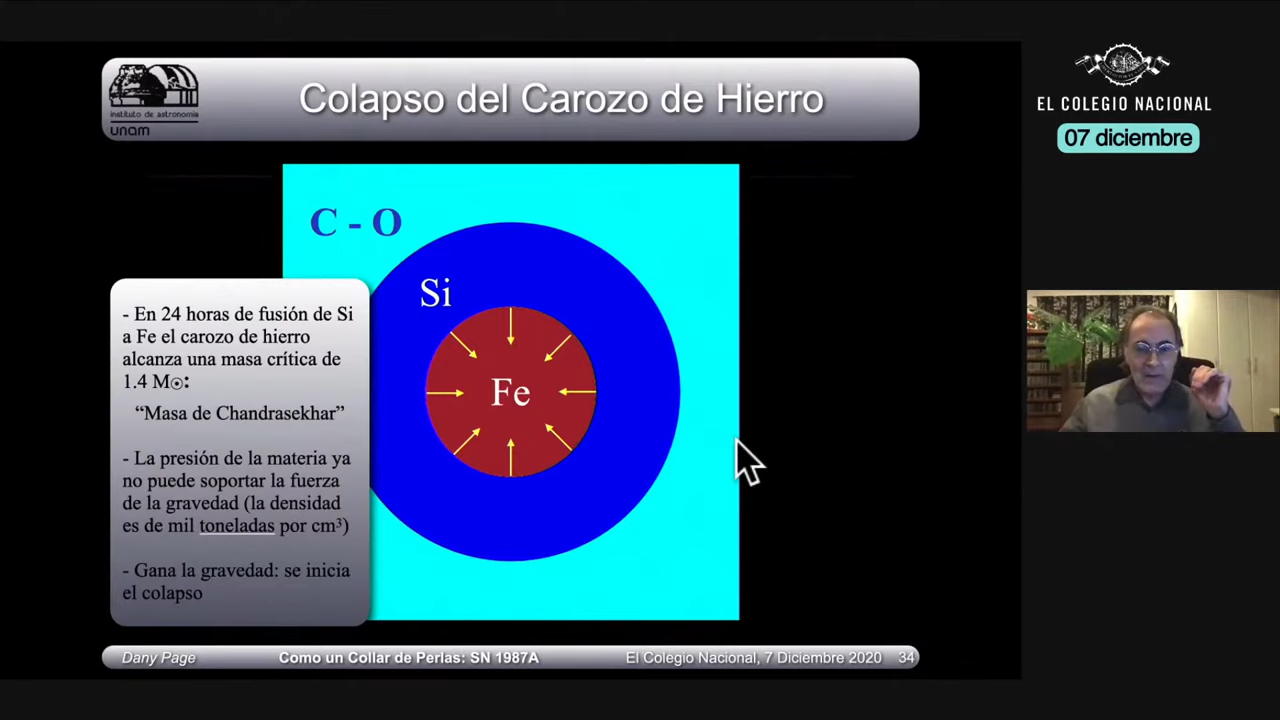 instituto de astronomía
unam
Colapso del Carozo de Hierro
EL COLEGIO NACIONAL
07 diciembre
C - O
Si
Fe
- En 24 horas de fusión de Si
a Fe el carozo de hierro
alcanza una masa crítica de
1.4 M☉:
“Masa de Chandrasekhar”
- La presión de la materia ya
no puede soportar la fuerza
de la gravedad (la densidad
es de mil toneladas por cm³)
- Gana la gravedad: se inicia
el colapso
Dany Page
Como un Collar de Perlas: SN 1987A
El Colegio Nacional, 7 Diciembre 2020 34